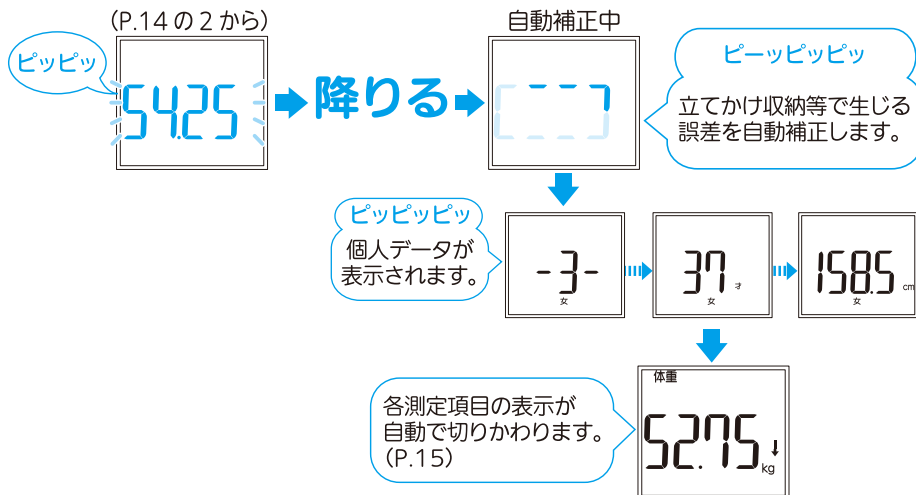 (P.14の2から)
ピッピッ
54.25
降りる
自動補正中
ピーッピッピッ
立てかけ収納等で生じる
誤差を自動補正します。
ピッピッピッ
個人データが
表示されます。
-3-
女
37
才
女
158.5
cm
女
体重
52.75
kg
各測定項目の表示が
自動で切りかわります。
(P.15)